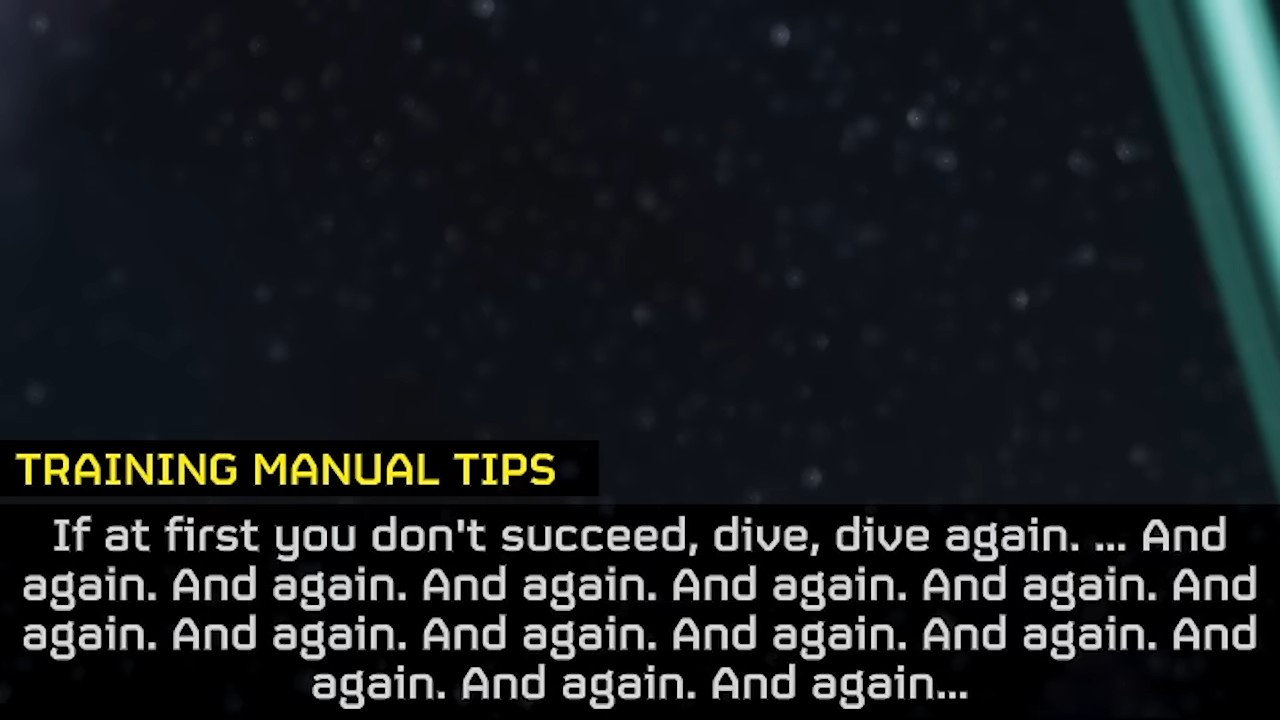 TRAINING MANUAL TIPS
If at first you don't succeed, dive, dive again. ... And
again. And again. And again. And again. And again. And
again. And again. And again. And again. And again. And
again. And again. And again...